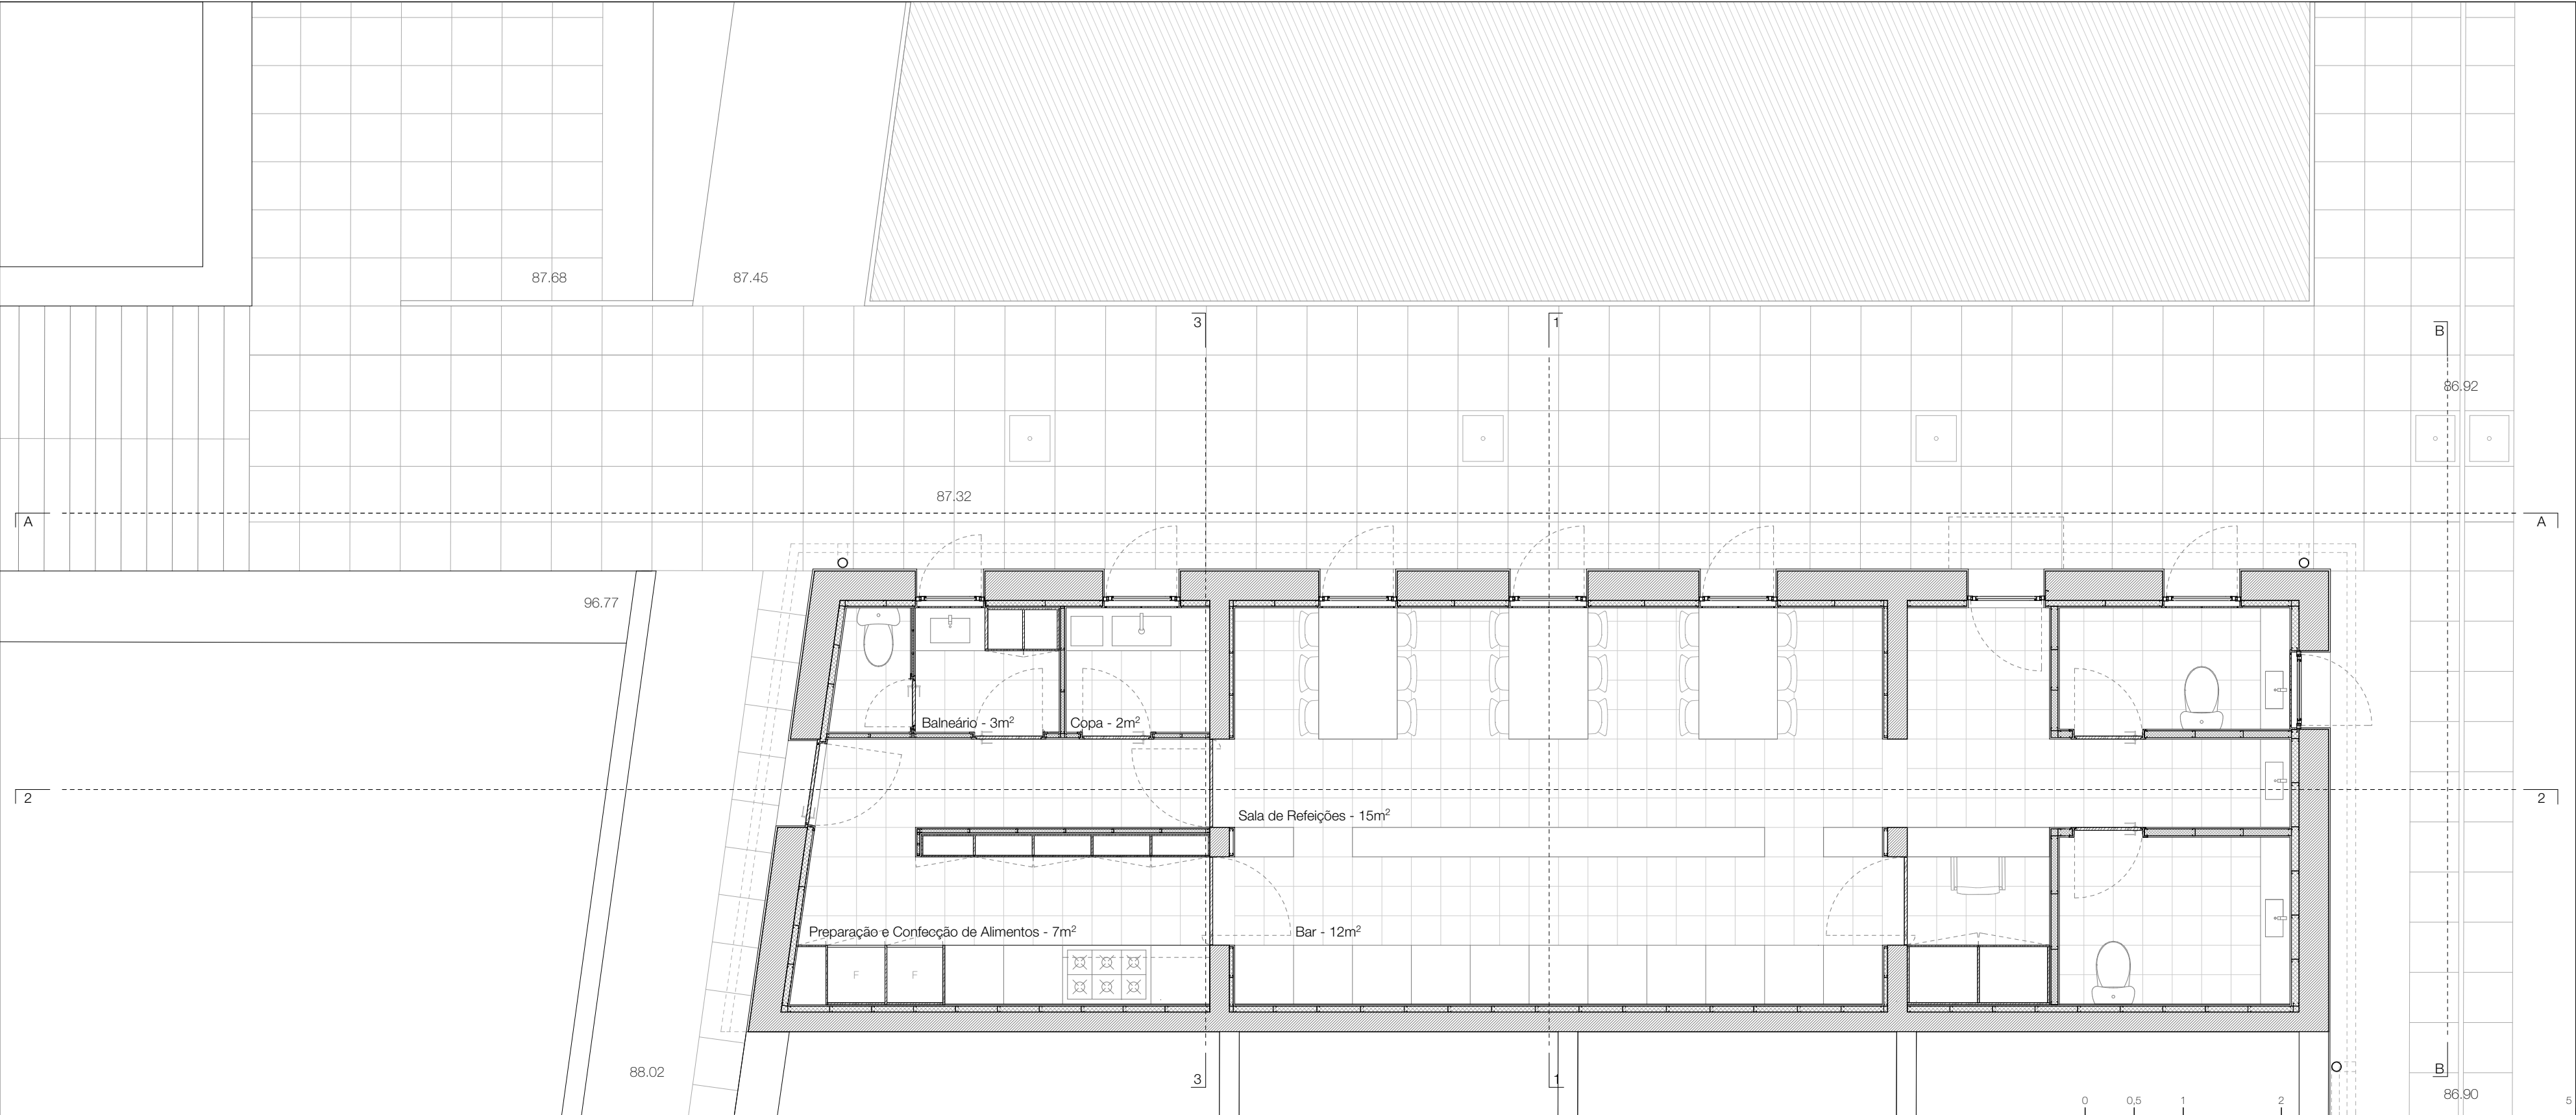 87.68
87.45
3
1
B
86.92
87.32
A
A
96.77
Balneário - 3m²
Copa - 2m²
2
2
Sala de Refeições - 15m²
Preparação e Confecção de Alimentos - 7m²
Bar - 12m²
F
F
88.02
3
1
B
86.90
0
0,5
1
2
5